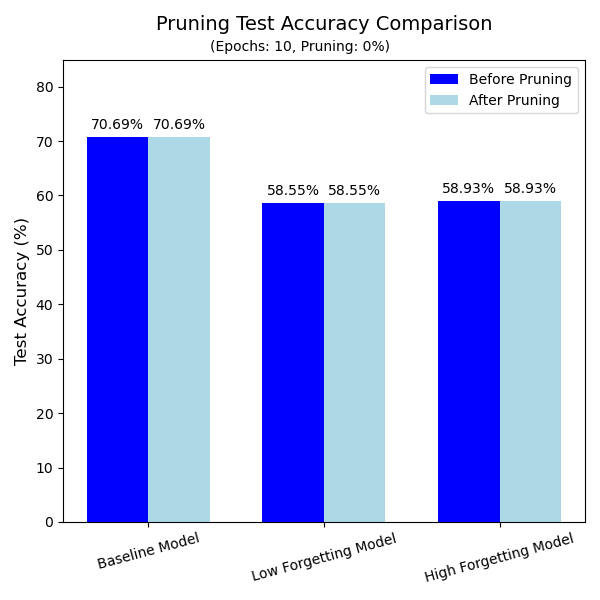 Pruning Test Accuracy Comparison
(Epochs: 10, Pruning: 0%)
Before Pruning
After Pruning
Test Accuracy (%)
80
70
60
50
40
30
20
10
0
70.69% 70.69%
58.55% 58.55%
58.93% 58.93%
Baseline Model
Low Forgetting Model
High Forgetting Model